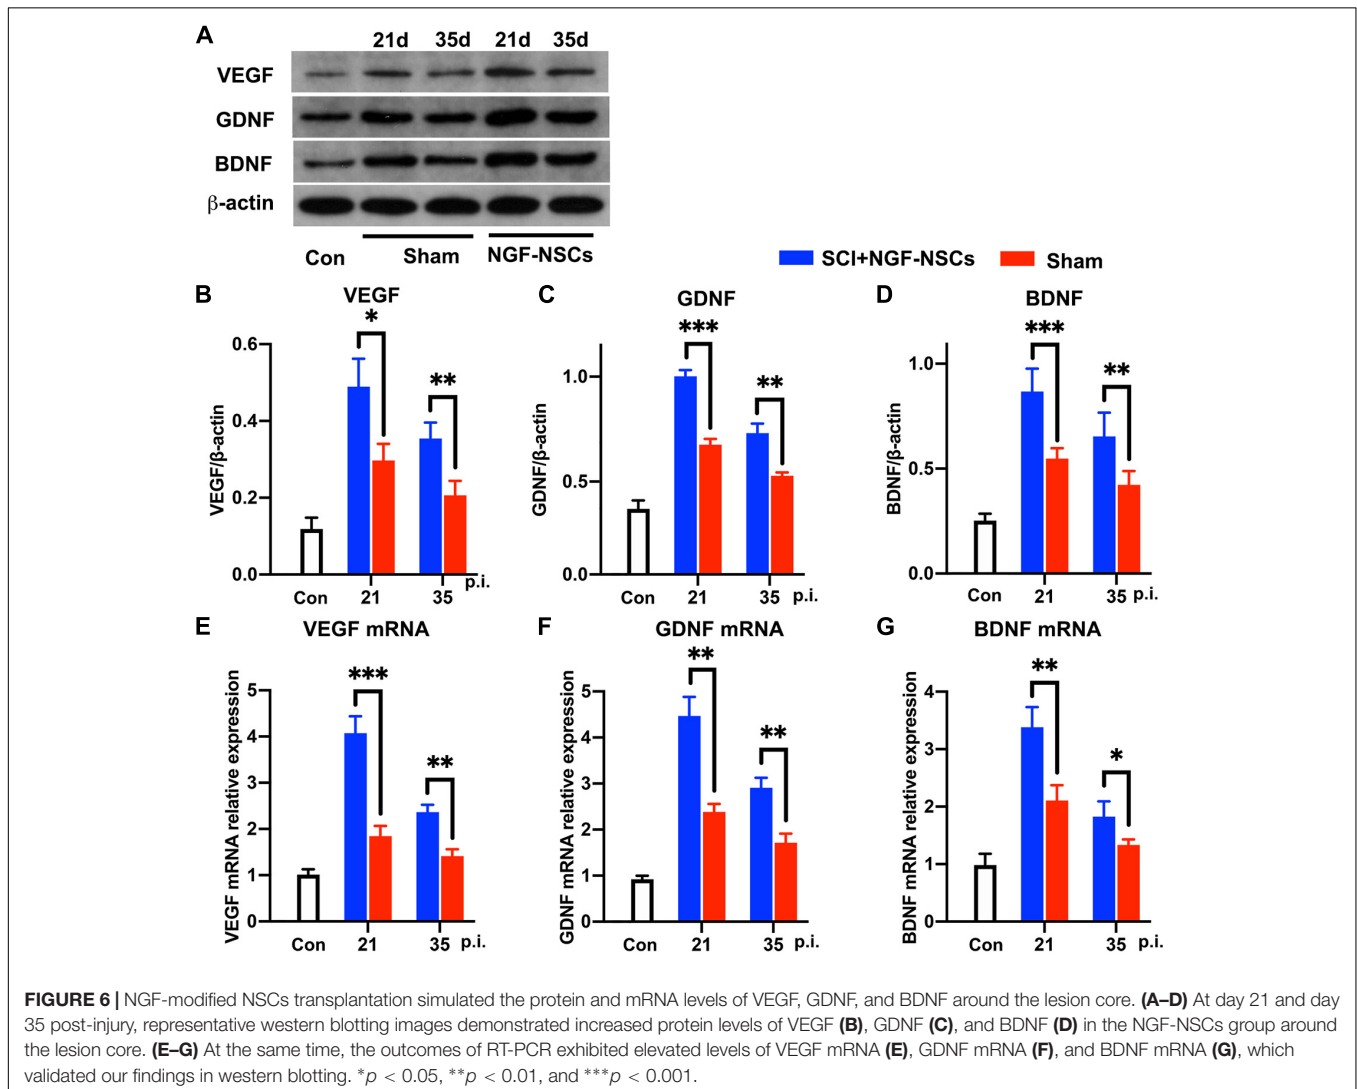 A
21d 35d 21d 35d
VEGF
GDNF
BDNF
β-actin
Con Sham NGF-NSCs
SCI+NGF-NSCs Sham
B VEGF
*
**
VEGF/β-actin
0.6
0.4
0.2
0.0
Con 21 35 p.i.
C GDNF
***
**
GDNF/β-actin
1.0
0.5
0.0
Con 21 35 p.i.
D BDNF
***
**
BDNF/β-actin
1.0
0.5
0.0
Con 21 35 p.i.
E VEGF mRNA
***
**
VEGF mRNA relative expression
5
4
3
2
1
0
Con 21 35 p.i.
F GDNF mRNA
**
**
GDNF mRNA relative expression
5
4
3
2
1
0
Con 21 35 p.i.
G BDNF mRNA
**
*
BDNF mRNA relative expression
4
3
2
1
0
Con 21 35 p.i.
FIGURE 6 | NGF-modified NSCs transplantation simulated the protein and mRNA levels of VEGF, GDNF, and BDNF around the lesion core. (A–D) At day 21 and day
35 post-injury, representative western blotting images demonstrated increased protein levels of VEGF (B), GDNF (C), and BDNF (D) in the NGF-NSCs group around
the lesion core. (E–G) At the same time, the outcomes of RT-PCR exhibited elevated levels of VEGF mRNA (E), GDNF mRNA (F), and BDNF mRNA (G), which
validated our findings in western blotting. *p < 0.05, **p < 0.01, and ***p < 0.001.